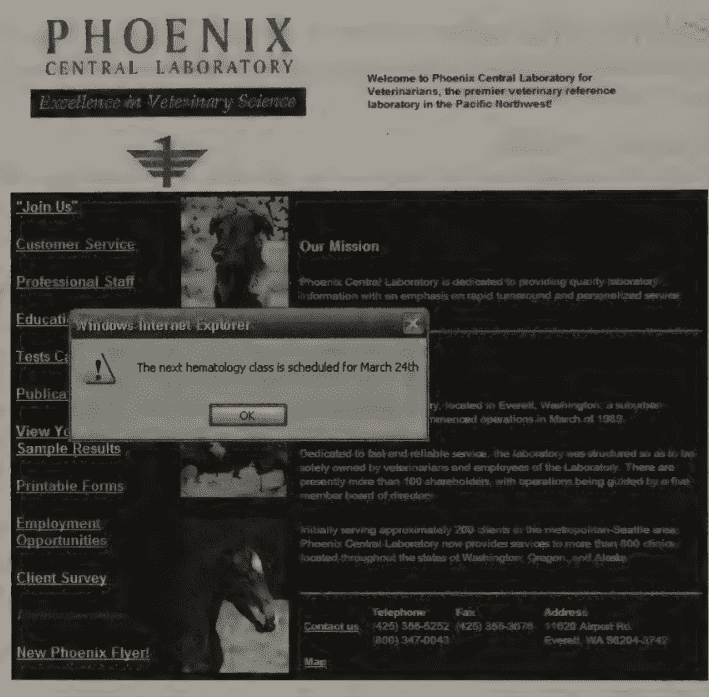 PHOENIX
CENTRAL LABORATORY
Excellence in Veterinary Science
Welcome to Phoenix Central Laboratory for
Veterinarians, the premier veterinary reference
laboratory in the Pacific Northwest!
"Join Us"
Customer Service
Professional Staff
Educati
Tests Ca
Publica
View Yo
Sample Results
Printable Forms
Employment
Opportunities
Client Survey
New Phoenix Flyer!
Our Mission
Phoenix Central Laboratory is dedicated to providing quality laboratory
information with an emphasis on rapid turnaround and personalized service
Windows Internet Explorer
The next hematology class is scheduled for March 24th
OK
ry, located in Everett, Washington, a suburban
mmenced operations in March of 1989.
Dedicated to fast and reliable service, the laboratory was structured so as to be
solely owned by veterinarians and employees of the Laboratory. There are
presently more than 100 shareholders, with operations being guided by a five
member board of directors
Initially serving approximately 200 clients in the metropolitan Seattle area
Phoenix Central Laboratory now provides services to more than 800 clinics
located throughout the states of Washington, Oregon, and Alaska
Telephone Fax Address
Contact us (425) 355-5252 (425) 355-3676 11620 Airport Rd.
(800) 347-0043 Everett, WA 98204-3742
Map